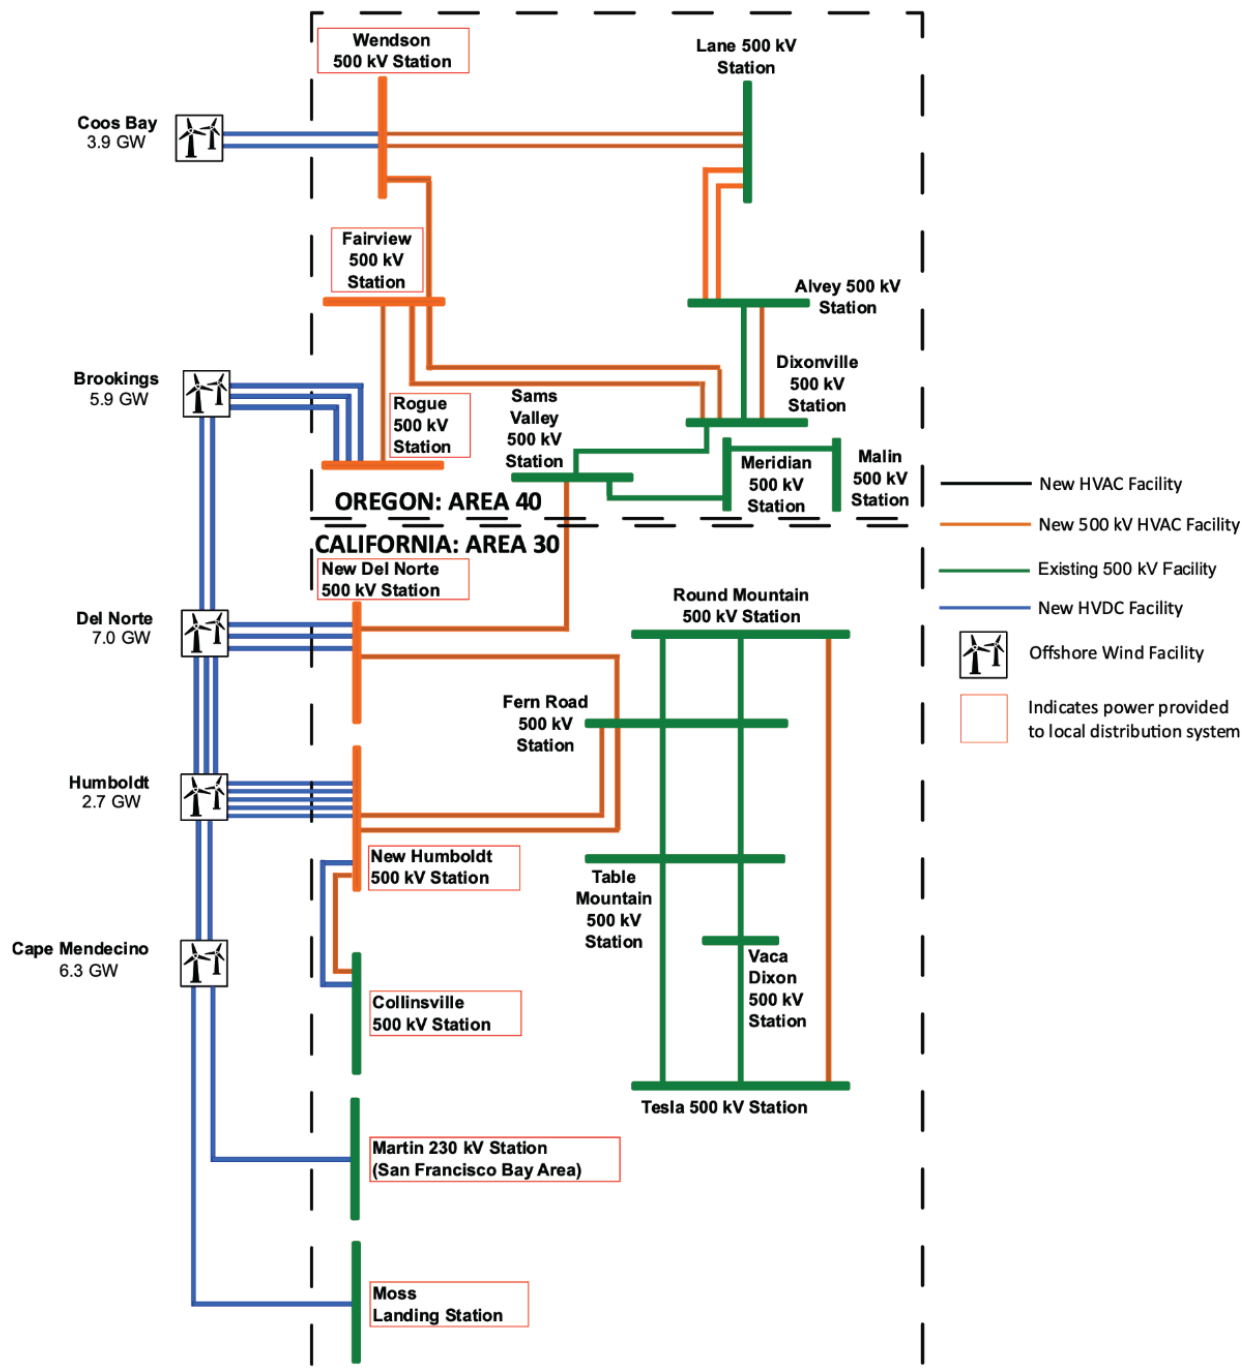 Wendson
500 kV Station
Lane 500 kV
Station
Coos Bay
3.9 GW
Fairview
500 kV
Station
Alvey 500 kV
Station
Brookings
5.9 GW
Rogue
500 kV
Station
Sams
Valley
500 kV
Station
Dixonville
500 kV
Station
Meridian
500 kV
Station
Malin
500 kV
Station
OREGON: AREA 40
CALIFORNIA: AREA 30
New Del Norte
500 kV Station
Del Norte
7.0 GW
Round Mountain
500 kV Station
Fern Road
500 kV
Station
Humboldt
2.7 GW
New Humboldt
500 kV Station
Table
Mountain
500 kV
Station
Cape Mendecino
6.3 GW
Vaca
Dixon
500 kV
Station
Collinsville
500 kV Station
Tesla 500 kV Station
Martin 230 kV Station
(San Francisco Bay Area)
Moss
Landing Station
New HVAC Facility
New 500 kV HVAC Facility
Existing 500 kV Facility
New HVDC Facility
Offshore Wind Facility
Indicates power provided
to local distribution system